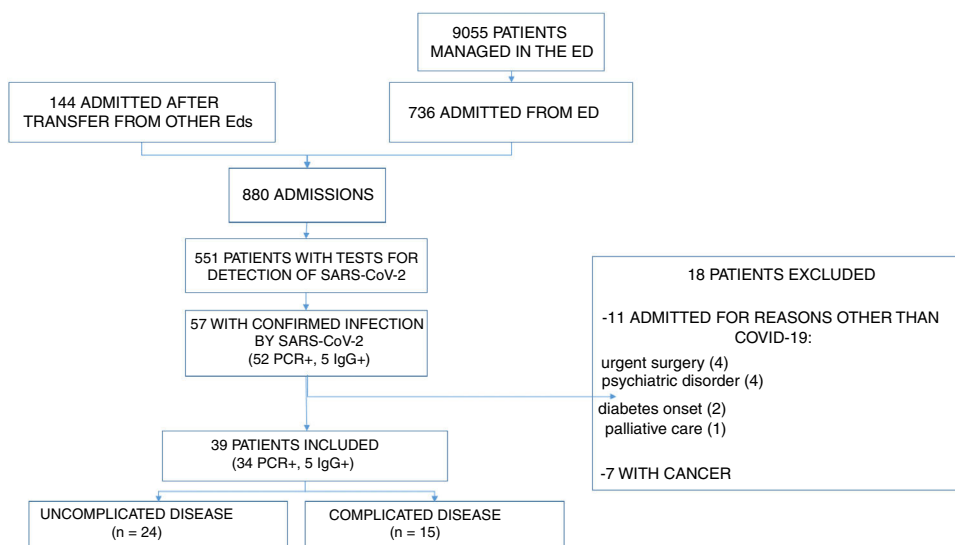 9055 PATIENTS
MANAGED IN THE ED
144 ADMITTED AFTER
TRANSFER FROM OTHER Eds
736 ADMITTED FROM ED
880 ADMISSIONS
551 PATIENTS WITH TESTS FOR
DETECTION OF SARS-CoV-2
57 WITH CONFIRMED INFECTION
BY SARS-CoV-2
(52 PCR+, 5 IgG+)
18 PATIENTS EXCLUDED
-11 ADMITTED FOR REASONS OTHER THAN
COVID-19:
urgent surgery (4)
psychiatric disorder (4)
diabetes onset (2)
palliative care (1)
-7 WITH CANCER
39 PATIENTS INCLUDED
(34 PCR+, 5 IgG+)
UNCOMPLICATED DISEASE
(n = 24)
COMPLICATED DISEASE
(n = 15)